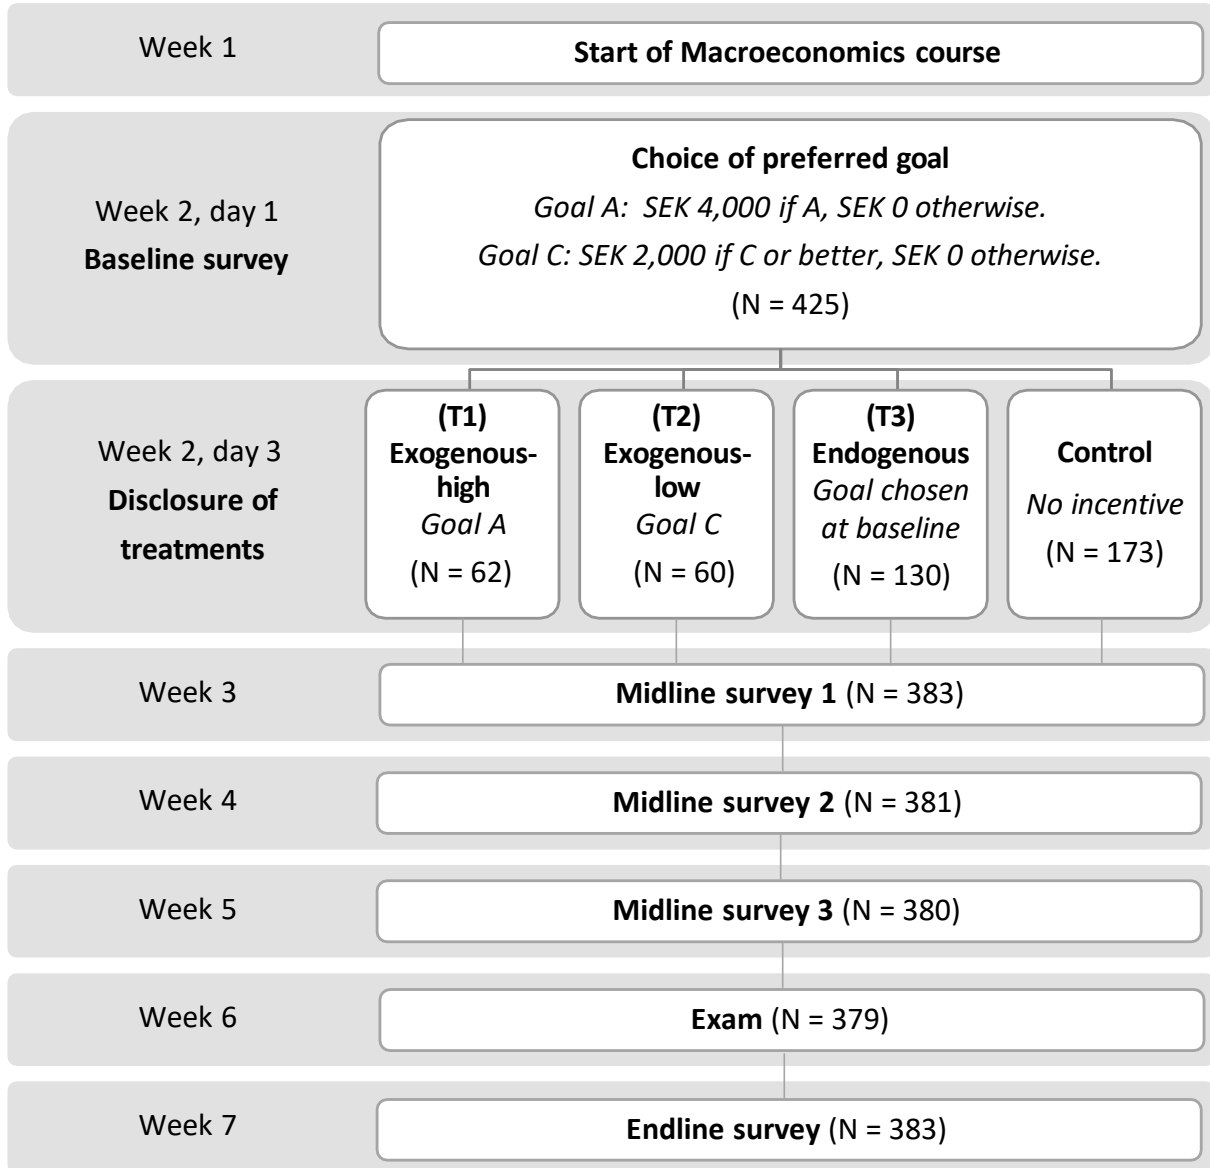 Week 1
Start of Macroeconomics course
Week 2, day 1
Baseline survey
Choice of preferred goal
Goal A: SEK 4,000 if A, SEK 0 otherwise.
Goal C: SEK 2,000 if C or better, SEK 0 otherwise.
(N = 425)
Week 2, day 3
Disclosure of
treatments
(T1)
Exogenous-
high
Goal A
(N = 62)
(T2)
Exogenous-
low
Goal C
(N = 60)
(T3)
Endogenous
Goal chosen
at baseline
(N = 130)
Control
No incentive
(N = 173)
Week 3
Midline survey 1 (N = 383)
Week 4
Midline survey 2 (N = 381)
Week 5
Midline survey 3 (N = 380)
Week 6
Exam (N = 379)
Week 7
Endline survey (N = 383)